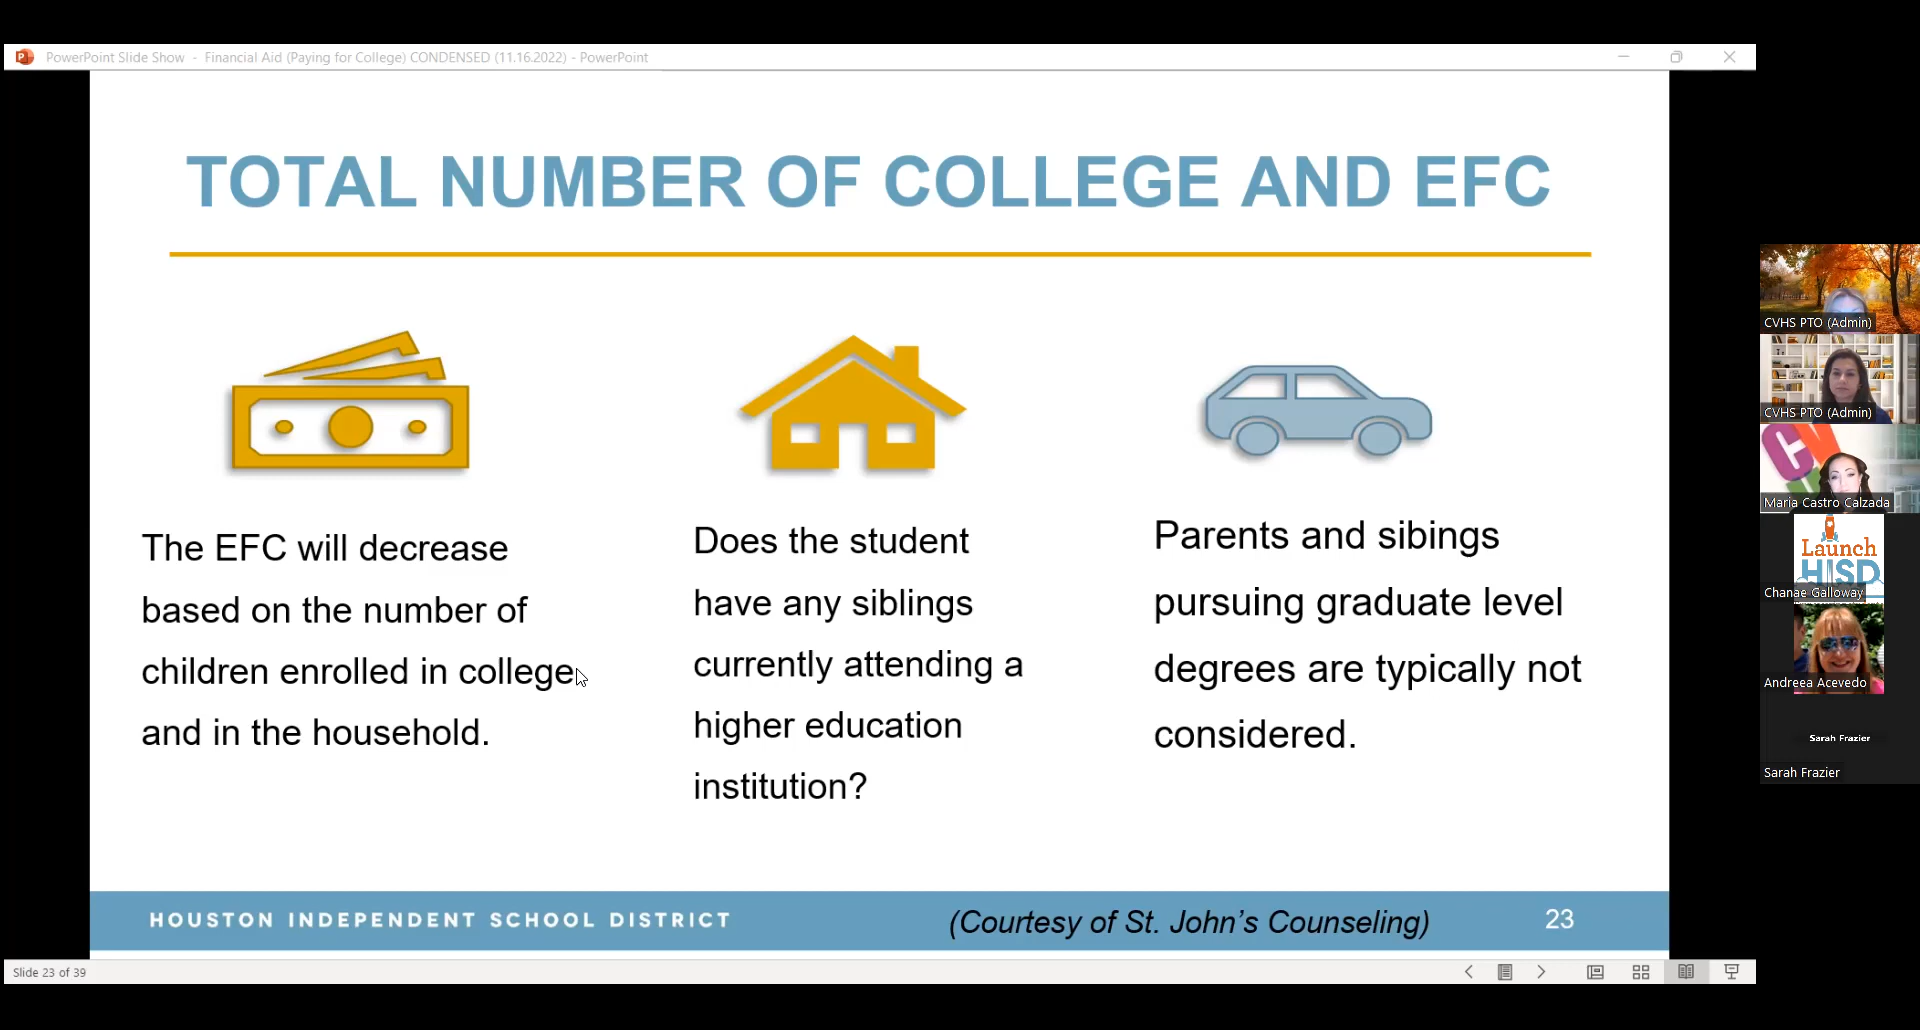 PowerPoint Slide Show - Financial Aid (Paying for College) CONDENSED (11.16.2022) - PowerPoint
TOTAL NUMBER OF COLLEGE AND EFC
The EFC will decrease
based on the number of
children enrolled in college
and in the household.
Does the student
have any siblings
currently attending a
higher education
institution?
Parents and sibings
pursuing graduate level
degrees are typically not
considered.
HOUSTON INDEPENDENT SCHOOL DISTRICT
(Courtesy of St. John's Counseling)
23
Slide 23 of 39
CVHS PTO (Admin)
CVHS PTO (Admin)
CV
Maria Castro Calzada
Launch
HISD
Chanae Galloway
Andreea Acevedo
Sarah Frazier
Sarah Frazier